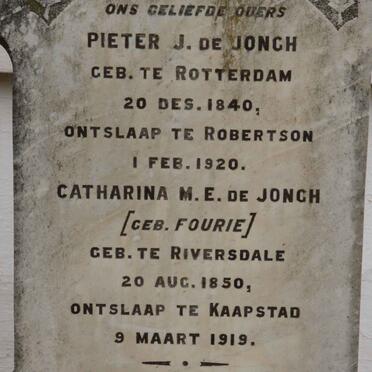 ONS GELIEFDE OUERS
PIETER J. DE JONGH
GEB. TE ROTTERDAM
20 DES. 1840,
ONTSLAAP TE ROBERTSON
1 FEB. 1920.
CATHARINA M. E. DE JONGH
[GEB. FOURIE]
GEB. TE RIVERSDALE
20 AUG. 1850,
ONTSLAAP TE KAAPSTAD
9 MAART 1919.